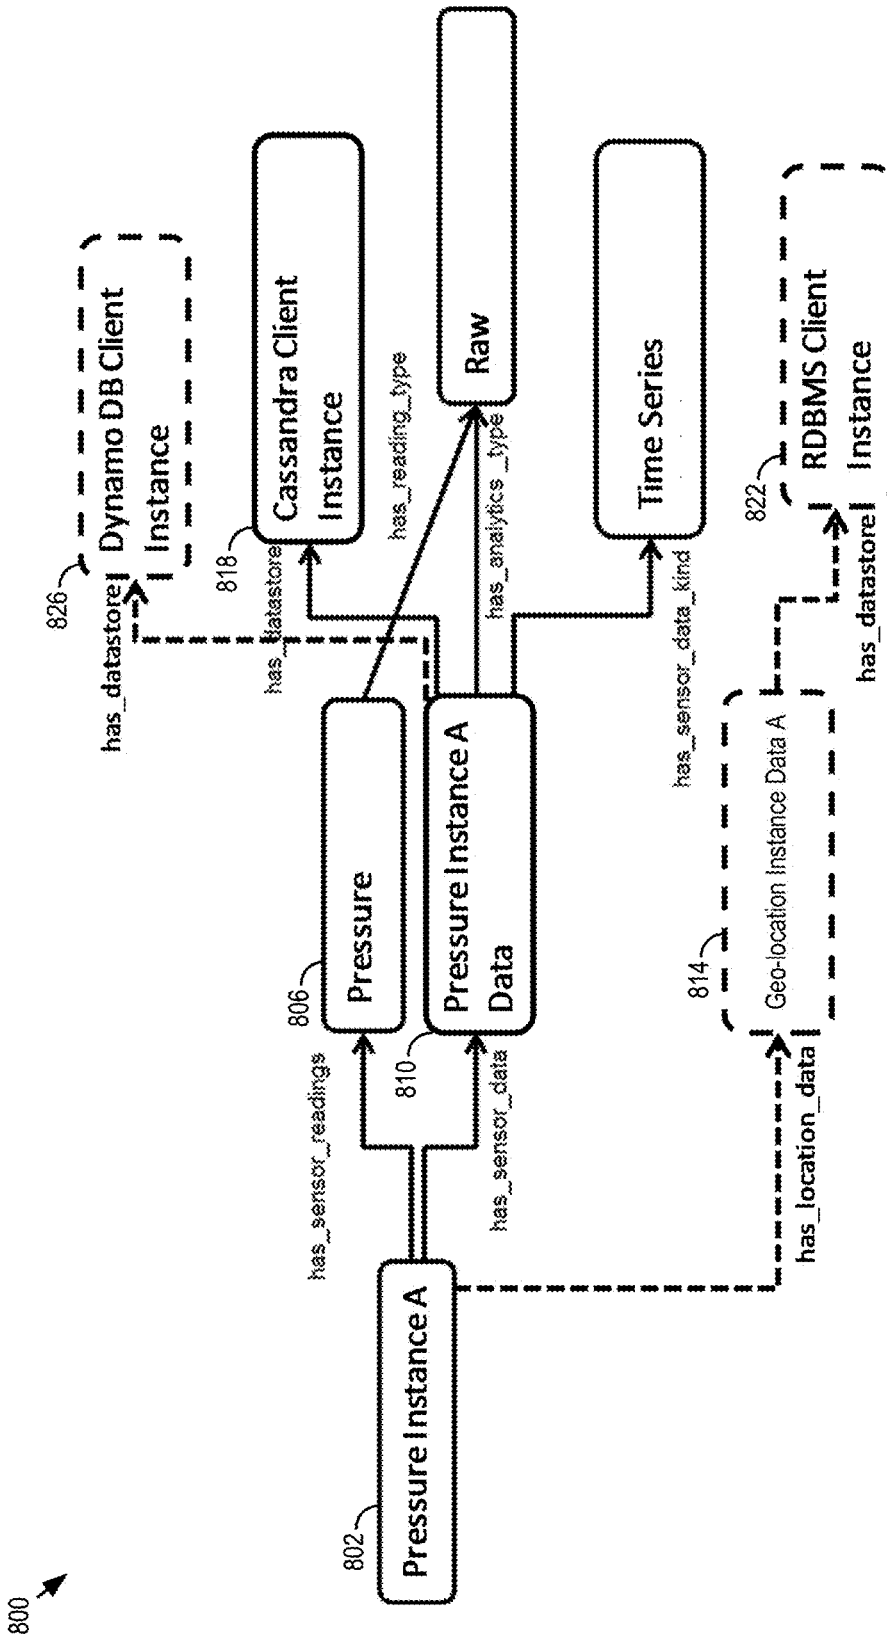 800
802
Pressure Instance A
has_sensor_readings
has_sensor_data
has_location_data
806
Pressure
810
Pressure Instance A
Data
814
Geo-location Instance Data A
has_datastore
has_datastore
has_reading_type
has_analytics_type
has_sensor_data_kind
has_datastore
826
Dynamo DB Client
Instance
818
Cassandra Client
Instance
Raw
Time Series
822
RDBMS Client
Instance